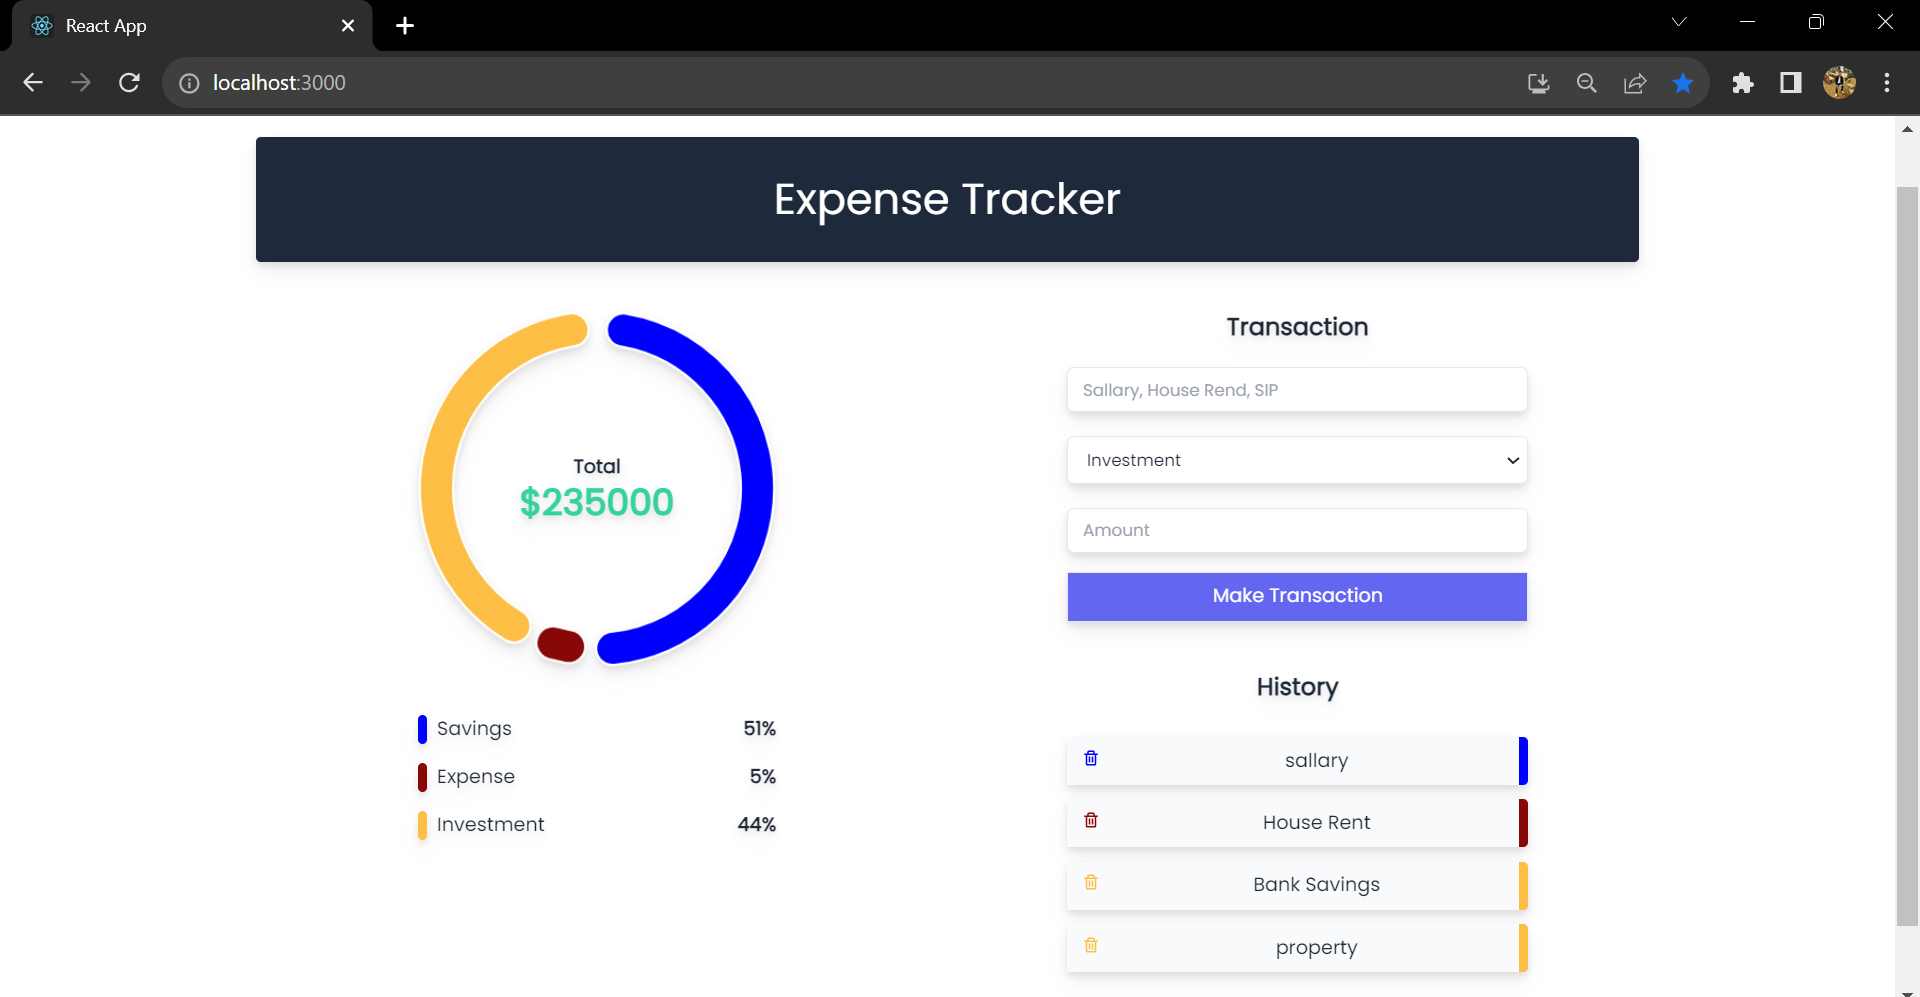 React App
localhost:3000
Expense Tracker
Total
$235000
Savings 51%
Expense 5%
Investment 44%
Transaction
Sallary, House Rend, SIP
Investment
Amount
Make Transaction
History
sallary
House Rent
Bank Savings
property